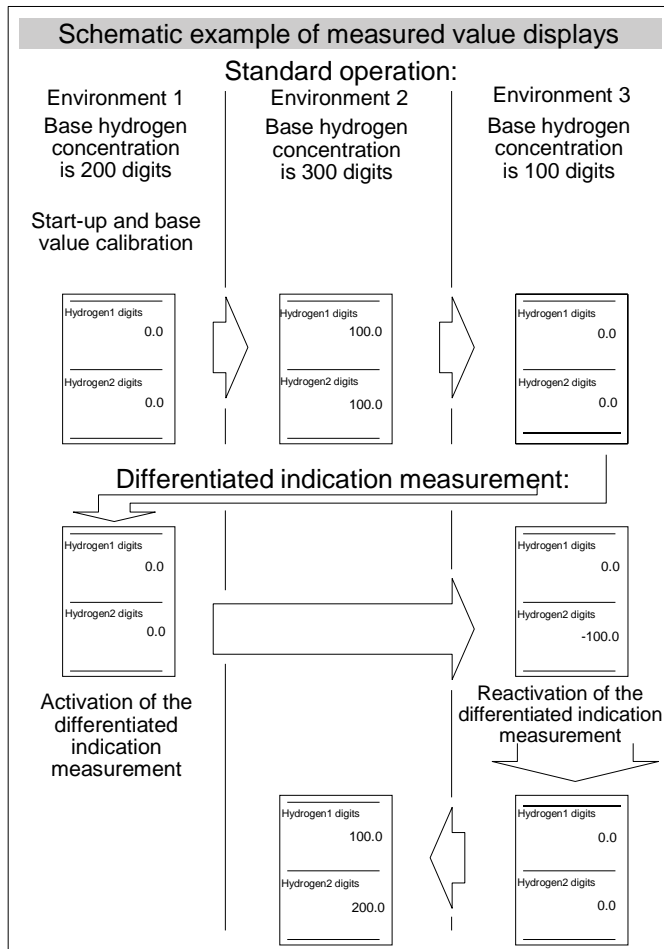 Schematic example of measured value displays
Standard operation:
Environment 1
Base hydrogen
concentration
is 200 digits
Environment 2
Base hydrogen
concentration
is 300 digits
Environment 3
Base hydrogen
concentration
is 100 digits
Start-up and base
value calibration
Hydrogen1 digits
0.0
Hydrogen2 digits
0.0
Hydrogen1 digits
100.0
Hydrogen2 digits
100.0
Hydrogen1 digits
0.0
Hydrogen2 digits
0.0
Differentiated indication measurement:
Hydrogen1 digits
0.0
Hydrogen2 digits
0.0
Hydrogen1 digits
0.0
Hydrogen2 digits
-100.0
Activation of the
differentiated
indication
measurement
Reactivation of the
differentiated indication
measurement
Hydrogen1 digits
100.0
Hydrogen2 digits
200.0
Hydrogen1 digits
0.0
Hydrogen2 digits
0.0